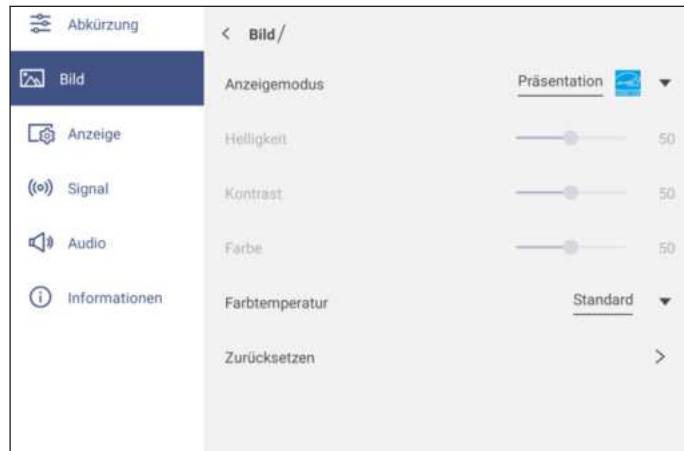 Abkürzung
Bild
Anzeige
Signal
Audio
Informationen
Bild/
Anzeigemodus Präsentation
Helligkeit 50
Kontrast 50
Farbe 50
Farbtemperatur Standard
Zurücksetzen